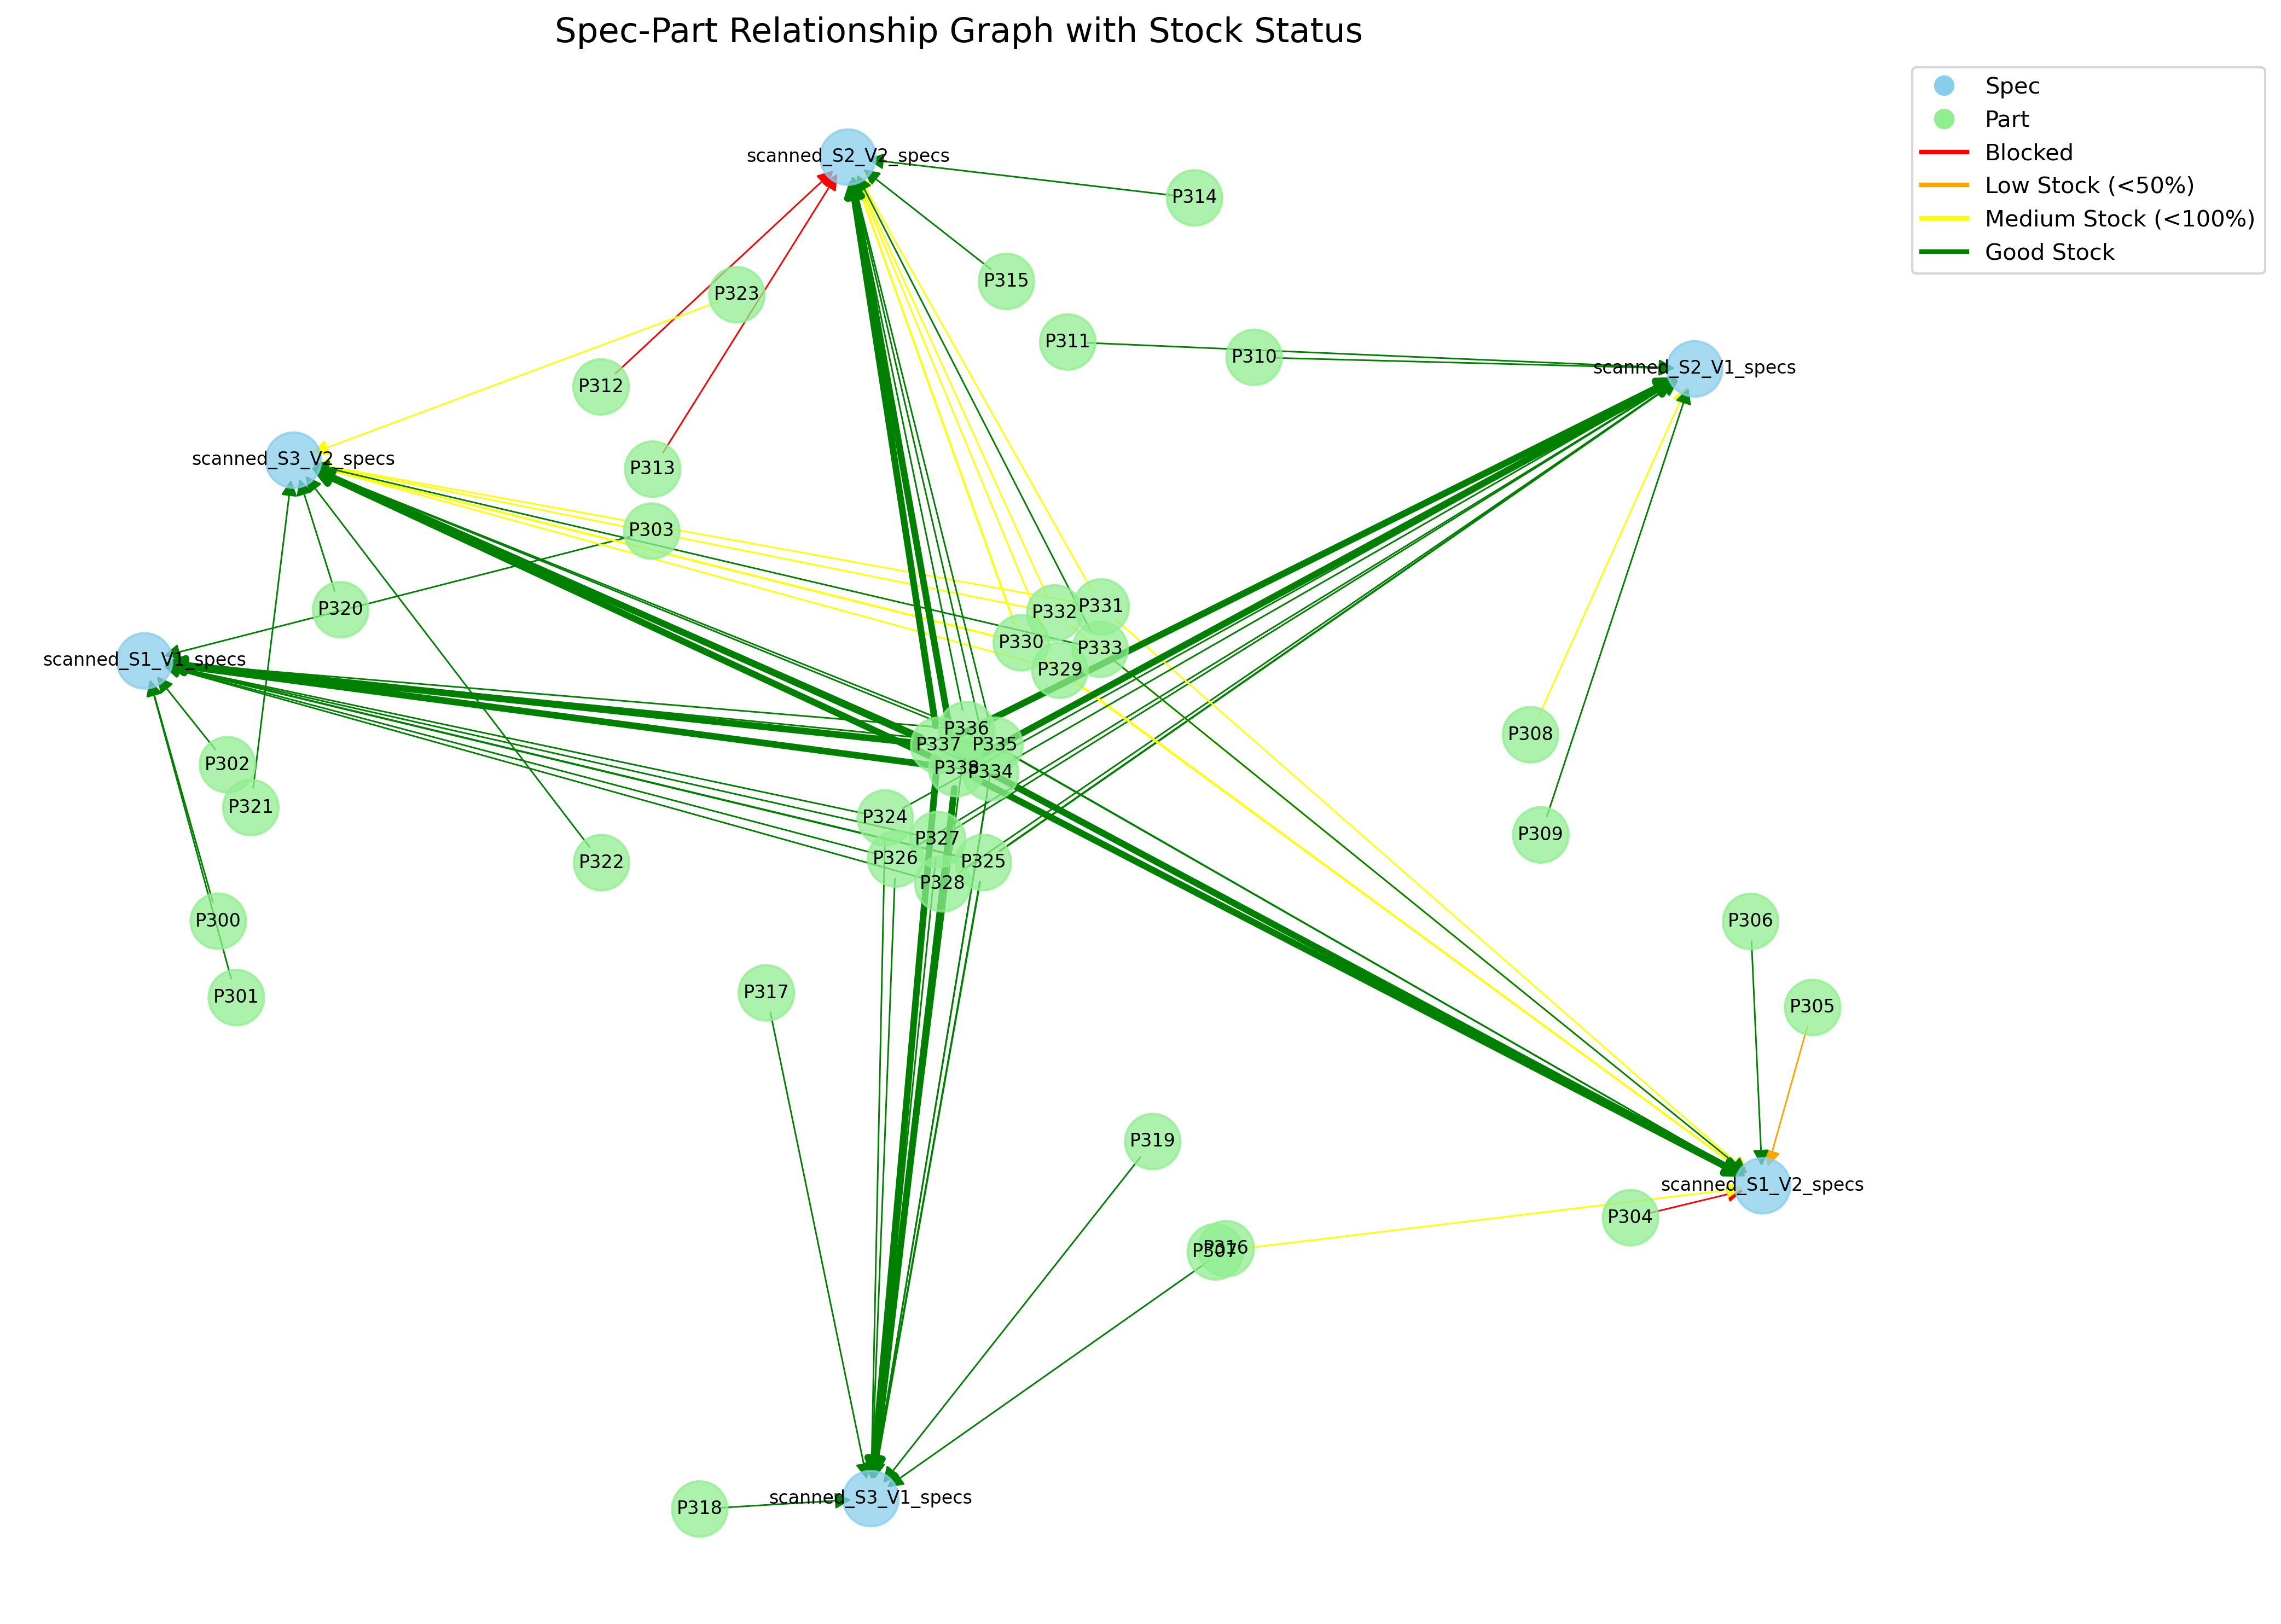 Spec-Part Relationship Graph with Stock Status
Spec
Part
Blocked
Low Stock (<50%)
Medium Stock (<100%)
Good Stock
scanned_S2_V2_specs
P314
P315
P323
P311
P310
scanned_S2_V1_specs
P312
scanned_S3_V2_specs
P313
P303
P320
P332
P331
P330
P333
scanned_S1_V1_specs
P329
P336
P337
P335
P308
P302
P338
P334
P321
P324
P327
P309
P326
P325
P322
P328
P300
P306
P317
P301
P305
P319
scanned_S1_V2_specs
P304
P316
P307
scanned_S3_V1_specs
P318